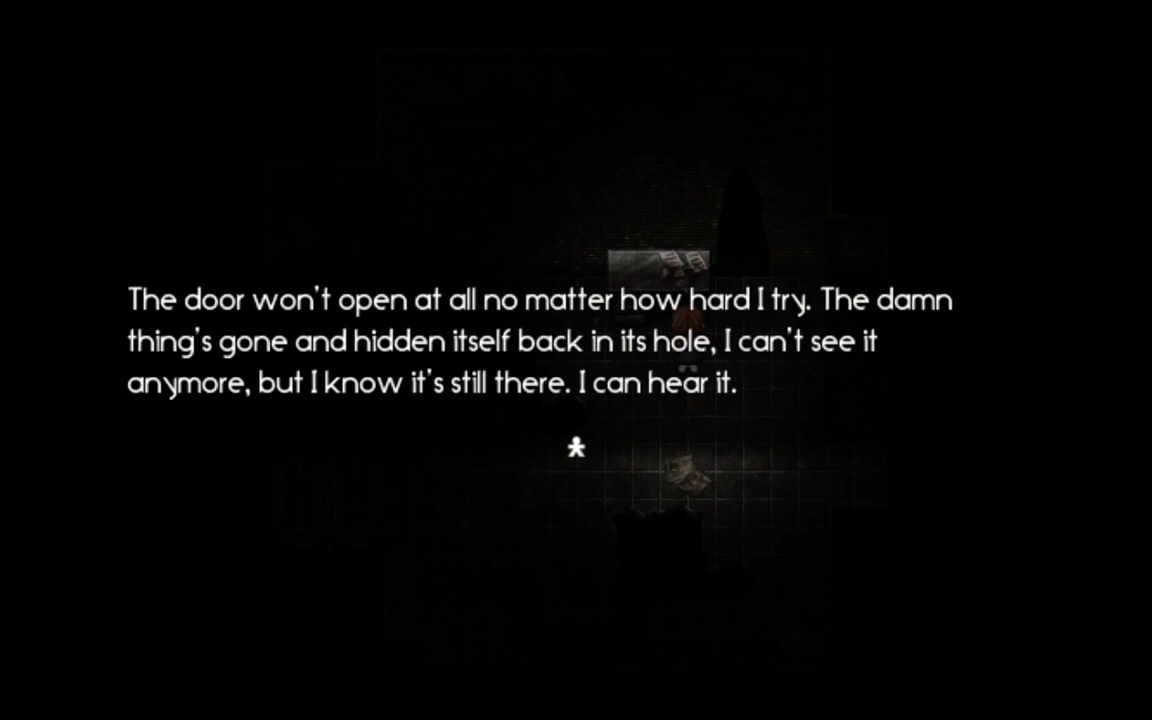 The door won't open at all no matter how hard I try. The damn
thing's gone and hidden itself back in its hole, I can't see it
anymore, but I know it's still there. I can hear it.